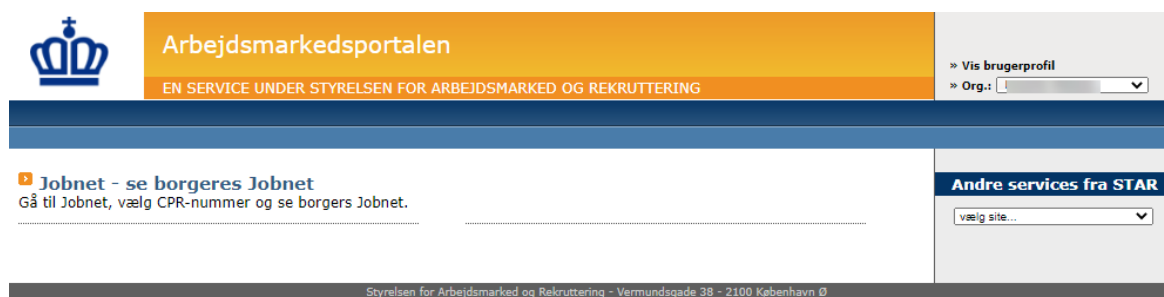 Arbejdsmarkedsportalen
EN SERVICE UNDER STYRELSEN FOR ARBEJDSMARKED OG REKRUTTERING
» Vis brugerprofil
» Org.:
Jobnet - se borgeres Jobnet
Gå til Jobnet, vælg CPR-nummer og se borgers Jobnet.
Andre services fra STAR
vælg site...
Styrelsen for Arbejdsmarked og Rekruttering - Vermundsgade 38 - 2100 København Ø